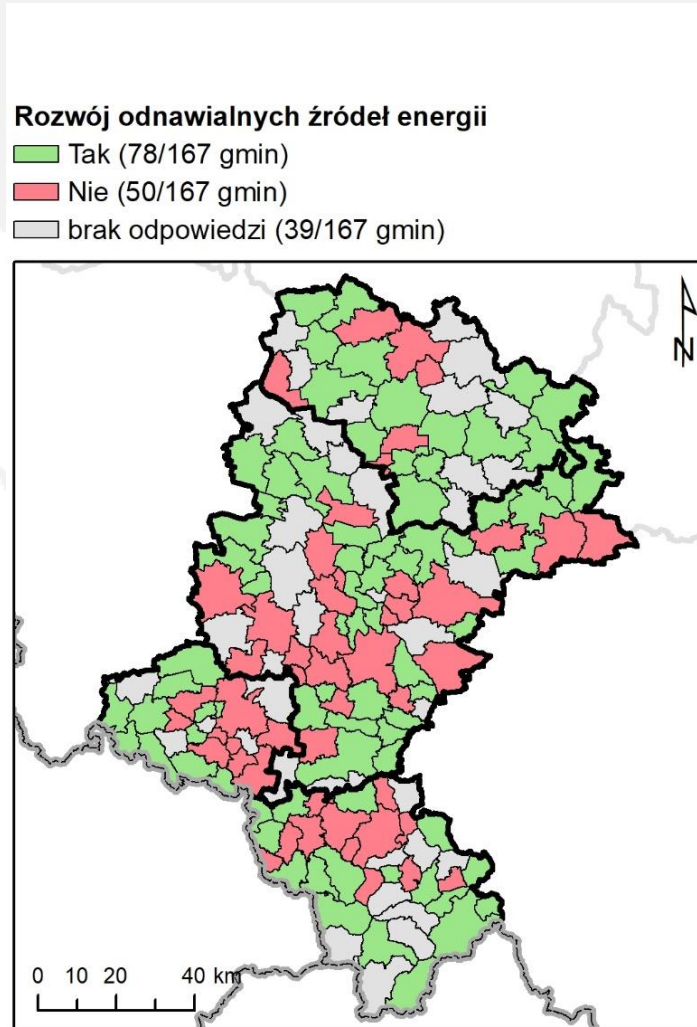 Rozwój odnawialnych źródeł energii
Tak (78/167 gmin)
Nie (50/167 gmin)
brak odpowiedzi (39/167 gmin)
N
0 10 20 40 km